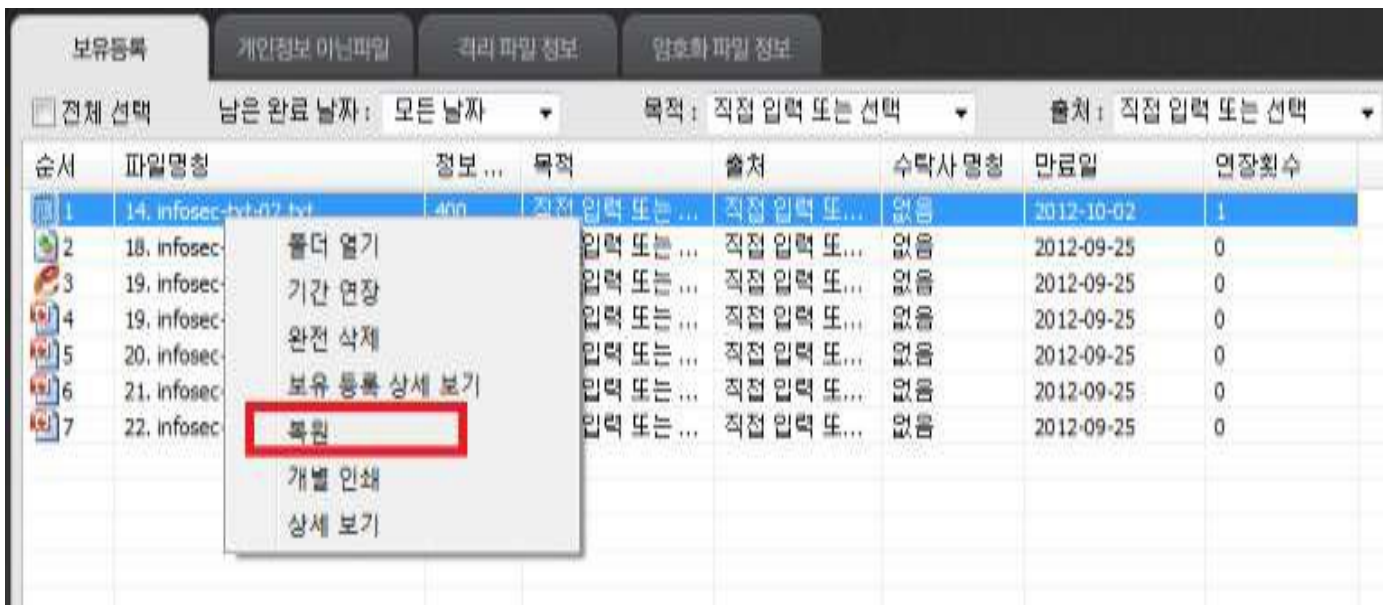 보유등록 개인정보 아닌파일 격리 파일 정보 암호화 파일 정보
전체 선택 남은 완료 날짜 : 모든 날짜 목적 : 직접 입력 또는 선택 출처 : 직접 입력 또는 선택
순서 파일명칭 정보 ... 목적 출처 수탁사 명칭 만료일 연장횟수
1 14. infosec-txt-02.txt 400 직접 입력 또는 ... 직접 입력 또... 없음 2012-10-02 1
2 18. infosec- 입력 또는 ... 직접 입력 또... 없음 2012-09-25 0
3 19. infosec- 입력 또는 ... 직접 입력 또... 없음 2012-09-25 0
4 19. infosec- 입력 또는 ... 직접 입력 또... 없음 2012-09-25 0
5 20. infosec- 입력 또는 ... 직접 입력 또... 없음 2012-09-25 0
6 21. infosec- 입력 또는 ... 직접 입력 또... 없음 2012-09-25 0
7 22. infosec- 입력 또는 ... 직접 입력 또... 없음 2012-09-25 0
폴더 열기
기간 연장
완전 삭제
보유 등록 상세 보기
복원
개별 인쇄
상세 보기